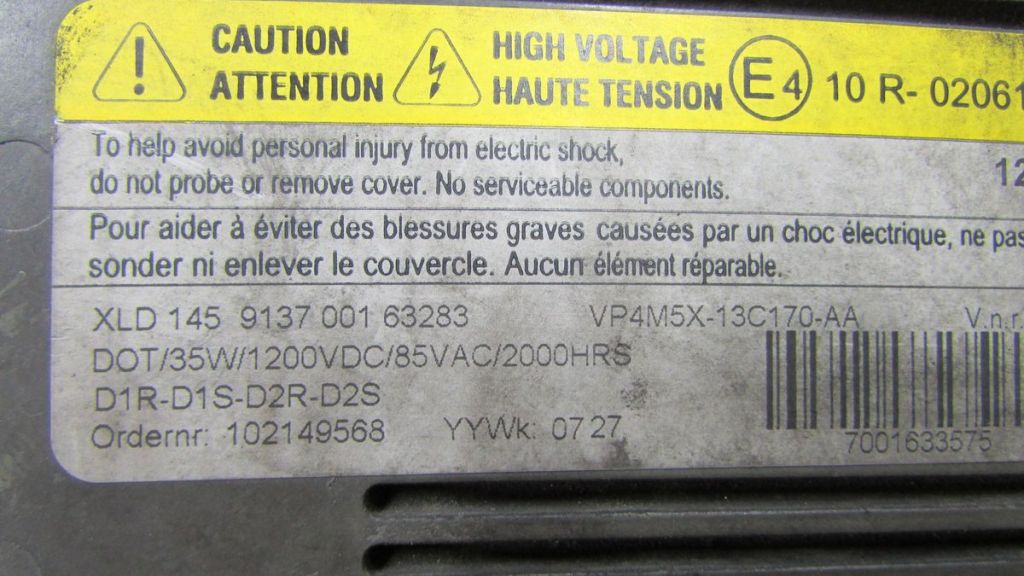 CAUTION
ATTENTION
HIGH VOLTAGE
HAUTE TENSION
E4
10 R- 02061
To help avoid personal injury from electric shock,
do not probe or remove cover. No serviceable components.
12
Pour aider à éviter des blessures graves causées par un choc électrique, ne pas
sonder ni enlever le couvercle. Aucun élément réparable.
XLD 145 9137 001 63283 VP4M5X-13C170-AA V.n.r.
DOT/35W/1200VDC/85VAC/2000HRS
D1R-D1S-D2R-D2S
Ordernr: 102149568 YYWk: 07 27
7001633575